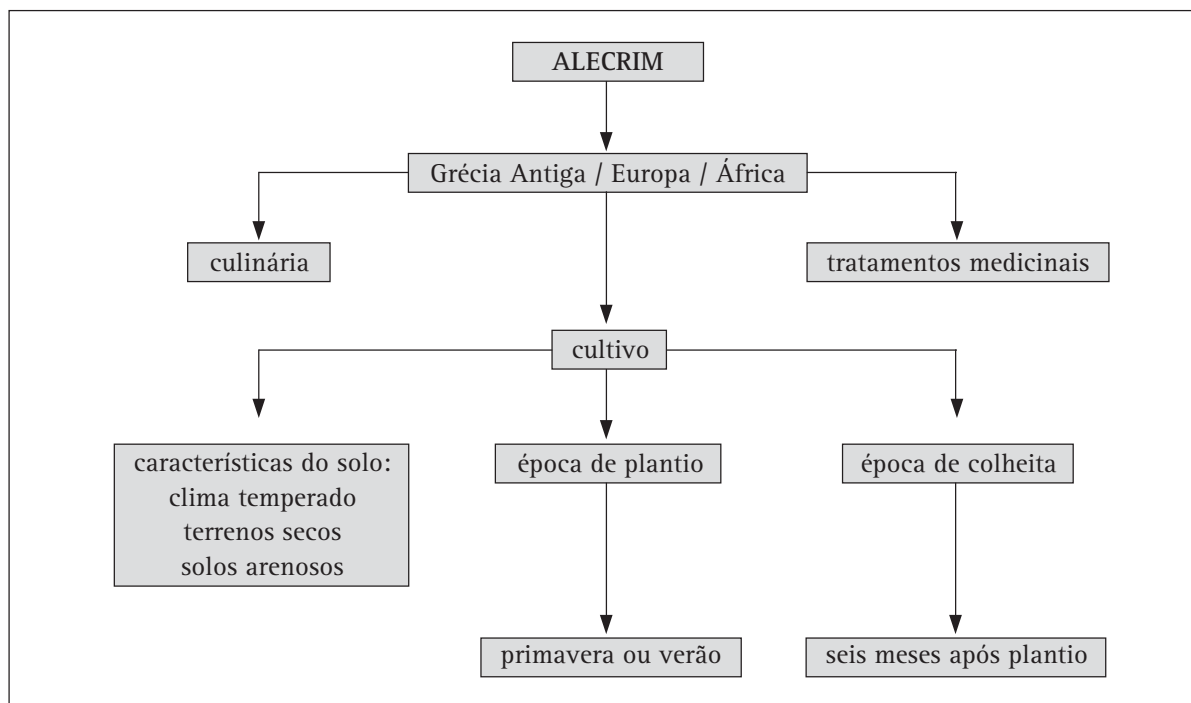 ALECRIM
Grécia Antiga / Europa / África
culinária
tratamentos medicinais
cultivo
características do solo:
clima temperado
terrenos secos
solos arenosos
época de plantio
época de colheita
primavera ou verão
seis meses após plantio